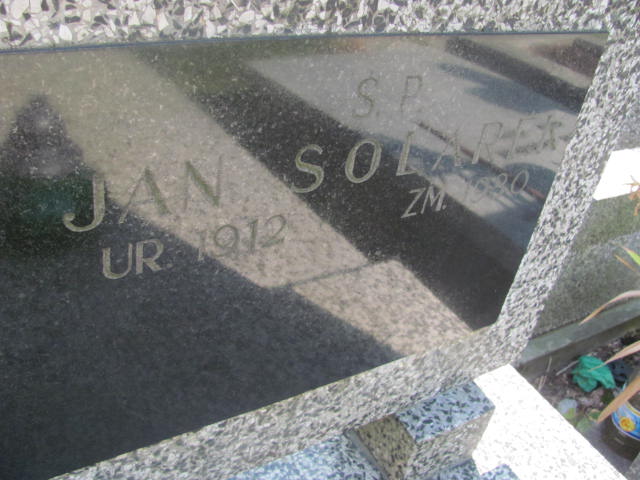 Ś.P.
JAN SOLAREK
UR. 1912 ZM. 1980